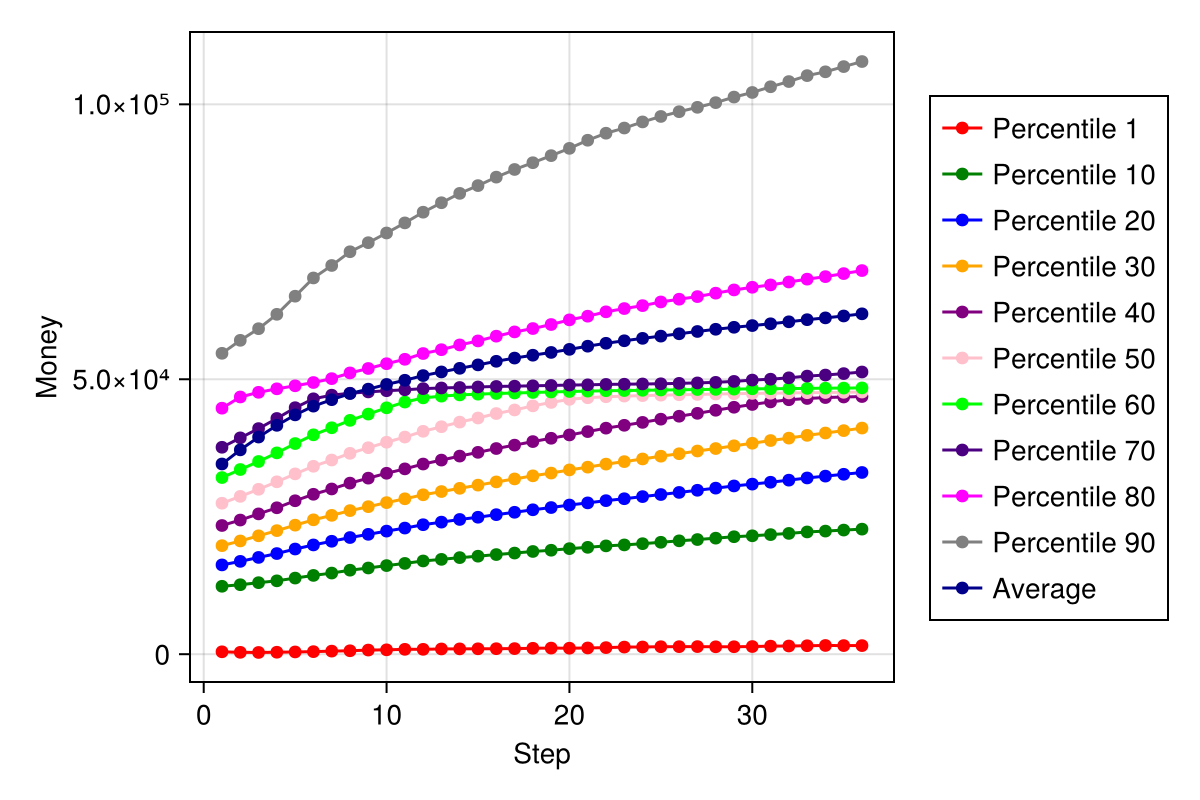 Money
1.0×10⁵
5.0×10⁴
0
0 10 20 30
Step
Percentile 1
Percentile 10
Percentile 20
Percentile 30
Percentile 40
Percentile 50
Percentile 60
Percentile 70
Percentile 80
Percentile 90
Average